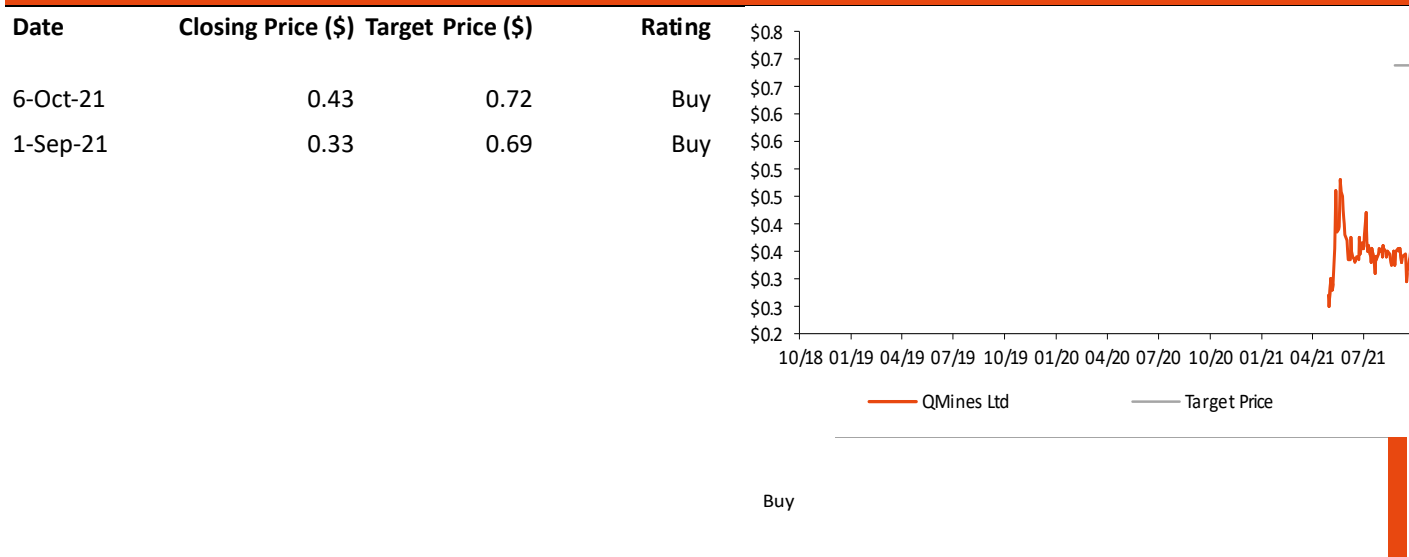 Date Closing Price ($) Target Price ($) Rating
6-Oct-21 0.43 0.72 Buy
1-Sep-21 0.33 0.69 Buy
$0.8
$0.7
$0.7
$0.6
$0.6
$0.5
$0.5
$0.4
$0.4
$0.3
$0.3
$0.2
10/18 01/19 04/19 07/19 10/19 01/20 04/20 07/20 10/20 01/21 04/21 07/21
QMines Ltd Target Price
Buy